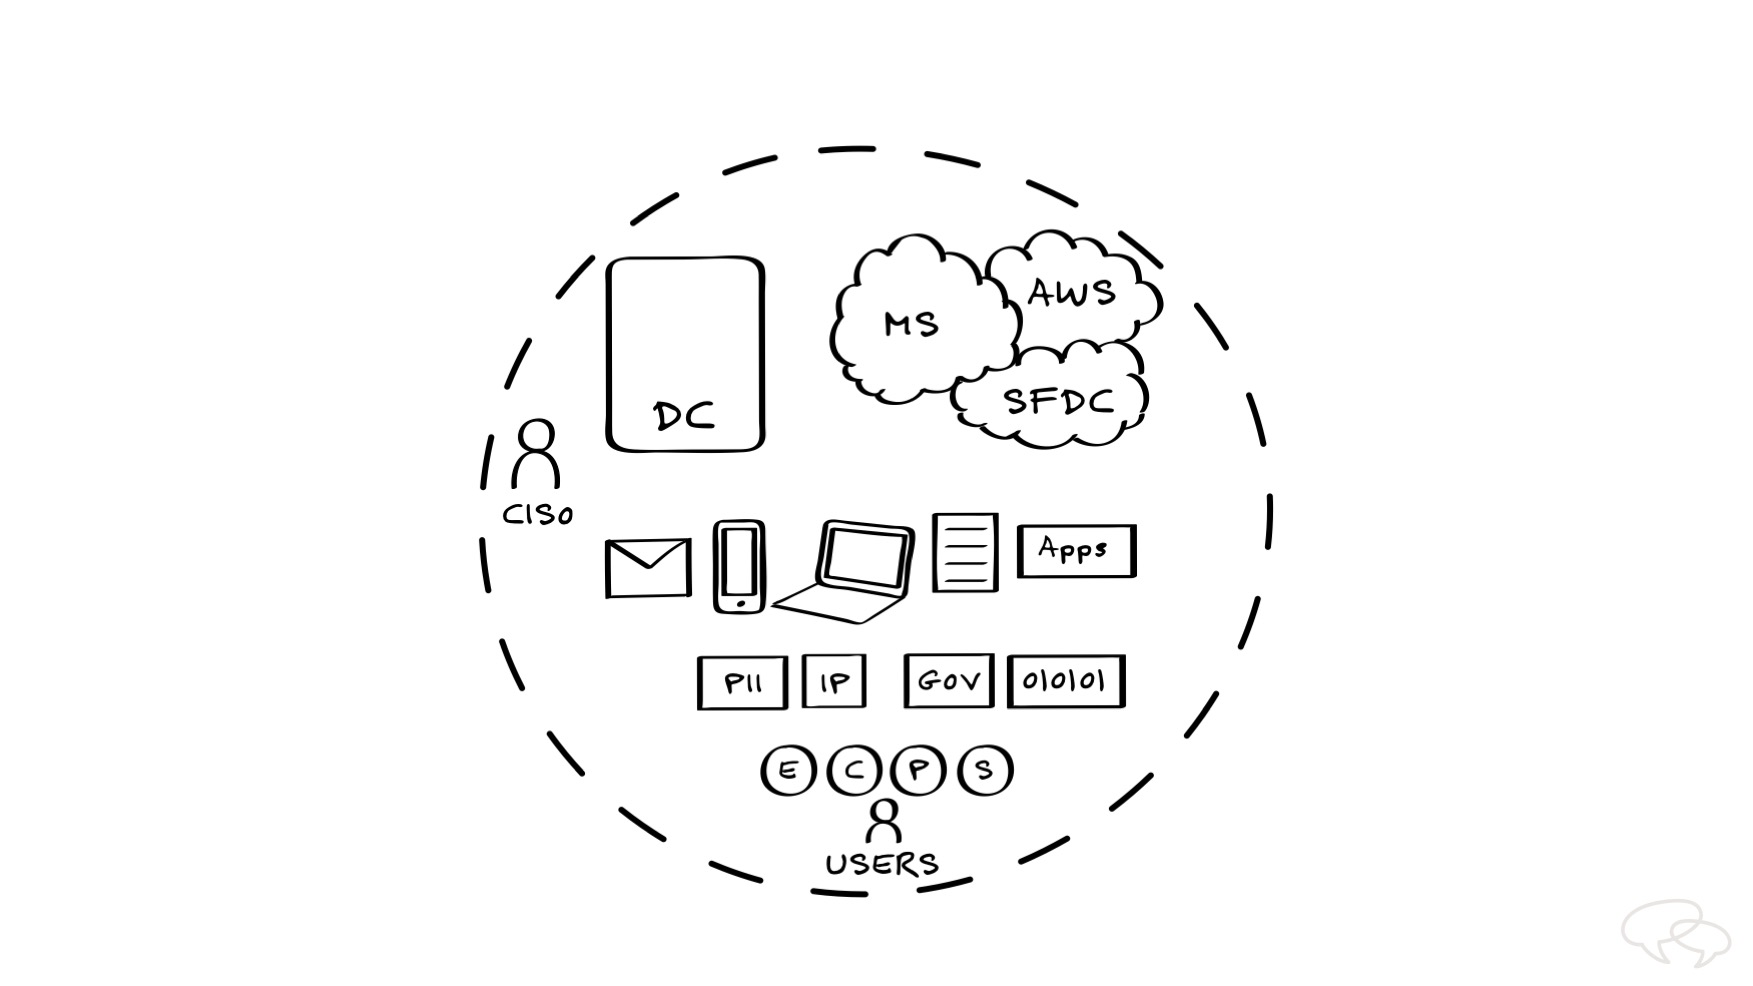 AWS
MS
SFDC
DC
CISO
Apps
PII
IP
GOV
010101
E C P S
USERS